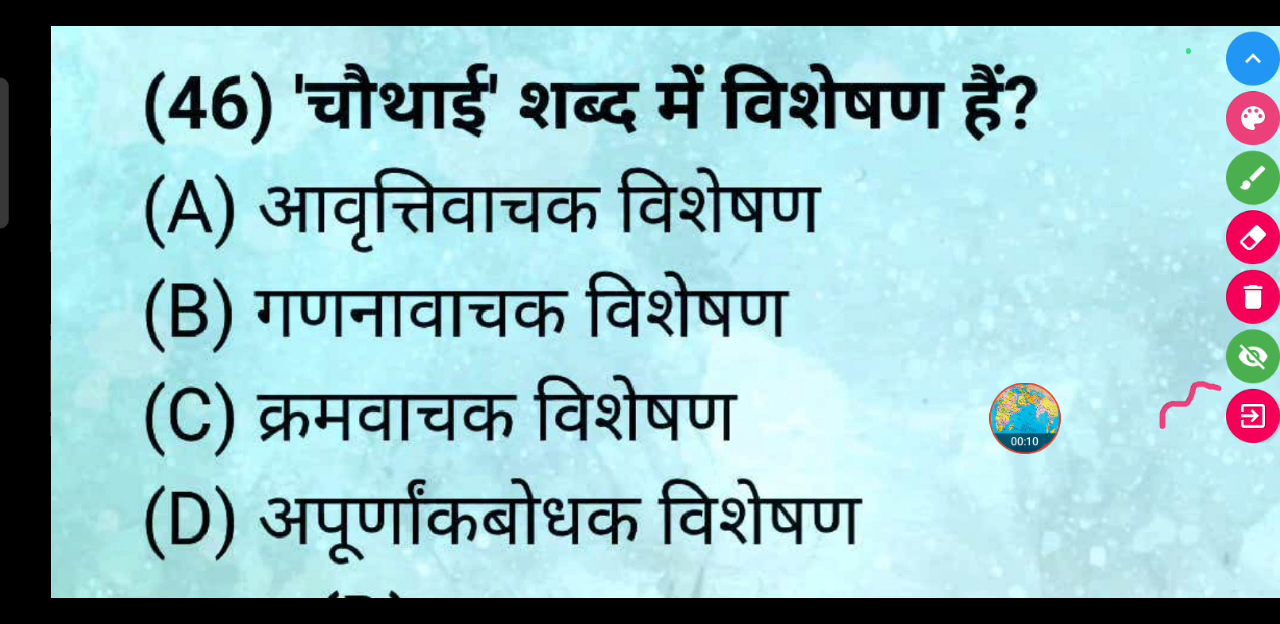 (46) 'चौथाई' शब्द में विशेषण हैं?
(A) आवृत्तिवाचक विशेषण
(B) गणनावाचक विशेषण
(C) क्रमवाचक विशेषण
00:10
(D) अपूर्णांकबोधक विशेषण